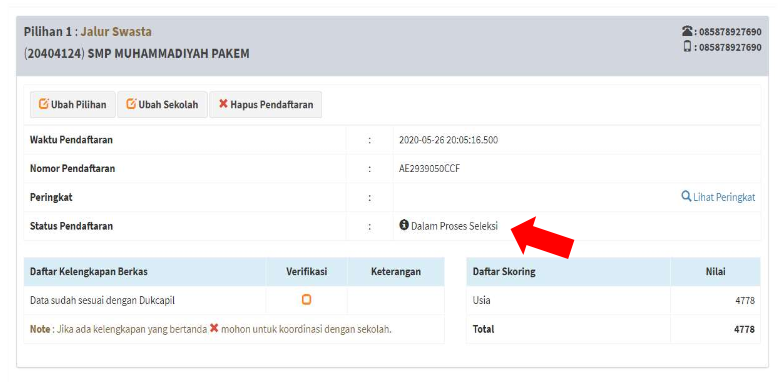 Pilihan 1 : Jalur Swasta
: 085878927690
(20404124) SMP MUHAMMADIYAH PAKEM
: 085878927690
Ubah Pilihan Ubah Sekolah Hapus Pendaftaran
Waktu Pendaftaran : 2020-05-26 20:05:16.500
Nomor Pendaftaran : AE2939050CCF
Peringkat : Lihat Peringkat
Status Pendaftaran : Dalam Proses Seleksi
Daftar Kelengkapan Berkas Verifikasi Keterangan
Data sudah sesuai dengan Dukcapil
Note : Jika ada kelengkapan yang bertanda ✖ mohon untuk koordinasi dengan sekolah.
Daftar Skoring Nilai
Usia 4778
Total 4778